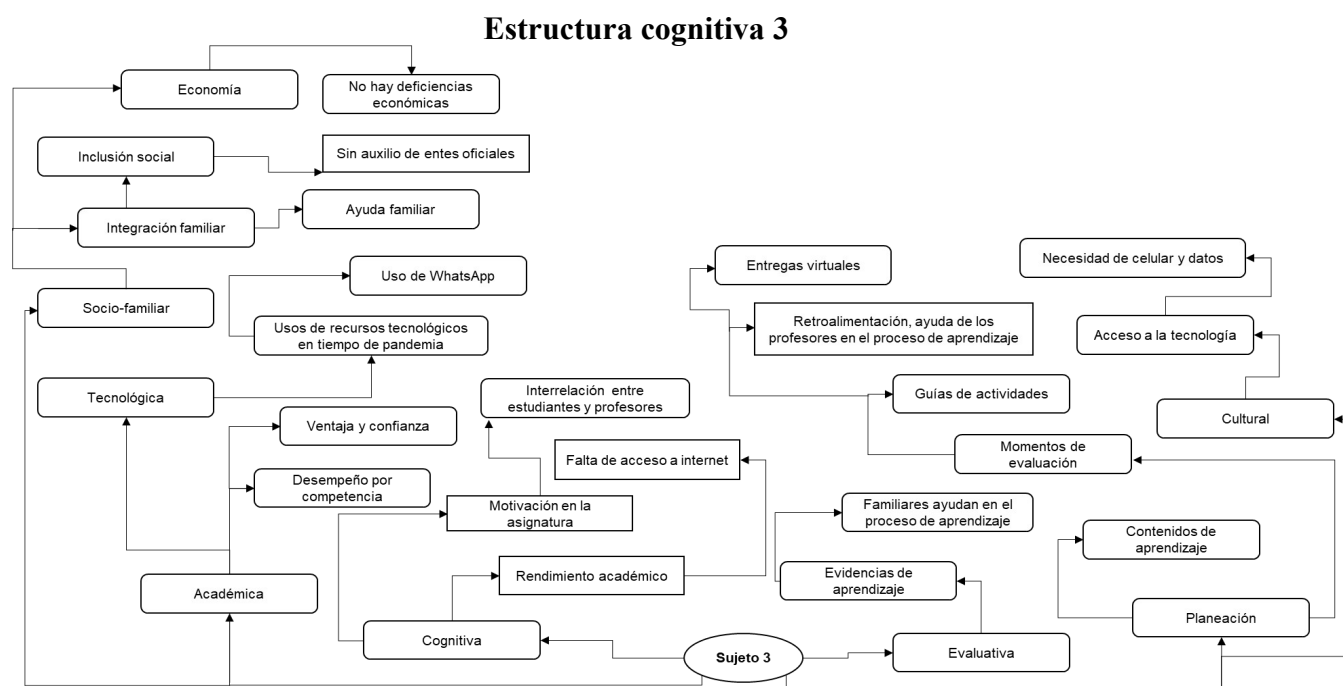 Estructura cognitiva 3
Economía
No hay deficiencias
económicas
Inclusión social
Sin auxilio de entes oficiales
Integración familiar
Ayuda familiar
Socio-familiar
Uso de WhatsApp
Usos de recursos tecnológicos
en tiempo de pandemia
Tecnológica
Ventaja y confianza
Desempeño por
competencia
Académica
Interrelación entre
estudiantes y profesores
Falta de acceso a internet
Motivación en la
asignatura
Rendimiento académico
Cognitiva
Sujeto 3
Entregas virtuales
Retroalimentación, ayuda de los
profesores en el proceso de aprendizaje
Guías de actividades
Momentos de
evaluación
Familiares ayudan en el
proceso de aprendizaje
Evidencias de
aprendizaje
Evaluativa
Necesidad de celular y datos
Acceso a la tecnología
Cultural
Contenidos de
aprendizaje
Planeación